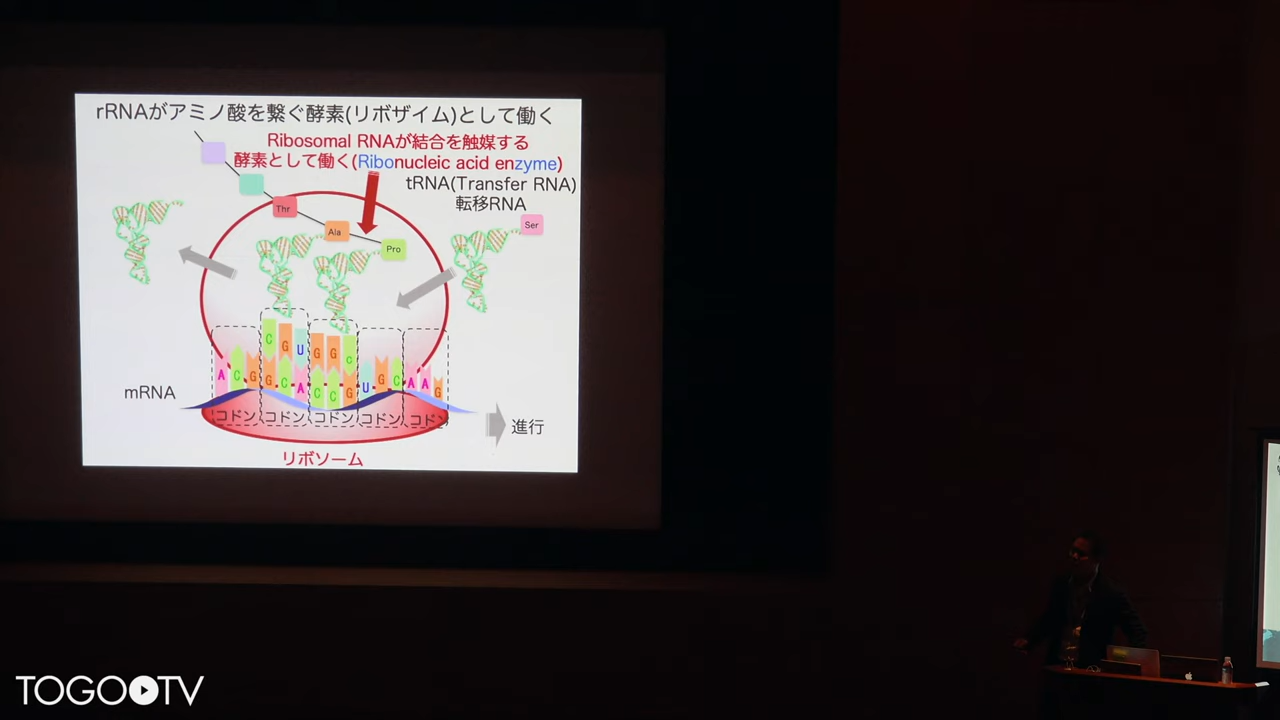 rRNAがアミノ酸を繋ぐ酵素(リボザイム)として働く
Ribosomal RNAが結合を触媒する
酵素として働く(Ribonucleic acid enzyme)
tRNA(Transfer RNA)
転移RNA
Thr
Ala
Pro
Ser
C G U G G C
A C G G C A C C G U G C A A G
mRNA
コドン コドン コドン コドン コドン
進行
リボソーム
TOGO TV